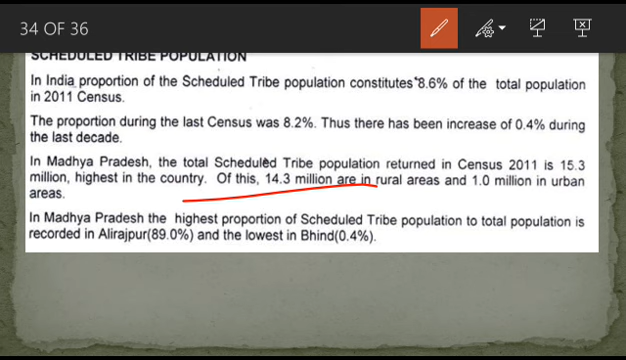 34 OF 36
SCHEDULED TRIBE POPULATION
In India proportion of the Scheduled Tribe population constitutes 8.6% of the total population
in 2011 Census.
The proportion during the last Census was 8.2%. Thus there has been increase of 0.4% during
the last decade.
In Madhya Pradesh, the total Scheduled Tribe population returned in Census 2011 is 15.3
million, highest in the country. Of this, 14.3 million are in rural areas and 1.0 million in urban
areas.
In Madhya Pradesh the highest proportion of Scheduled Tribe population to total population is
recorded in Alirajpur(89.0%) and the lowest in Bhind(0.4%).